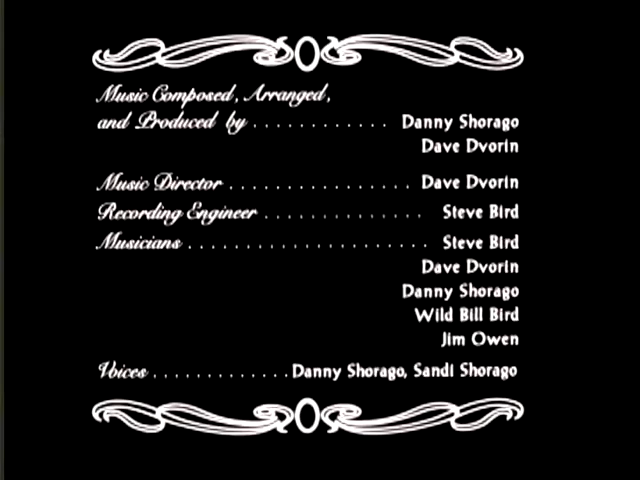 Music Composed, Arranged,
and Produced by . . . . . . . . . . . . . Danny Shorago
Dave Dvorin
Music Director . . . . . . . . . . . . . . . . . Dave Dvorin
Recording Engineer . . . . . . . . . . . . . . . Steve Bird
Musicians . . . . . . . . . . . . . . . . . . . . . . . Steve Bird
Dave Dvorin
Danny Shorago
Wild Bill Bird
Jim Owen
Voices . . . . . . . . . . . . . Danny Shorago, Sandi Shorago